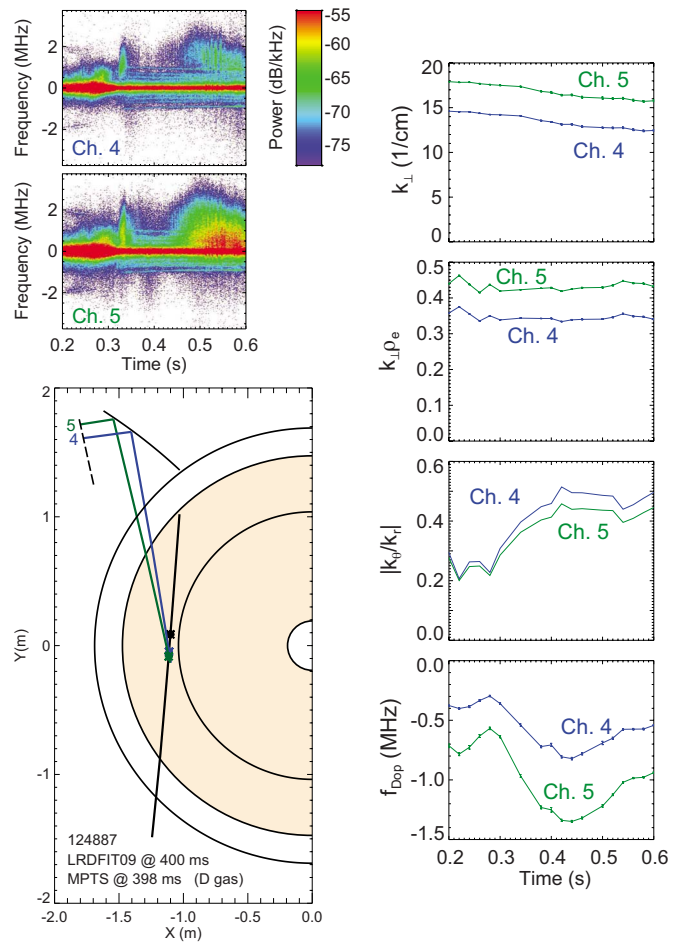 Frequency (MHz)
2
0
-2
Ch. 4
Power (dB/kHz)
-55
-60
-65
-70
-75
Frequency (MHz)
2
0
-2
Ch. 5
0.2
0.3
0.4
0.5
0.6
Time (s)
Y(m)
2
1
0
-1
-2
5
4
124887
LRDFIT09 @ 400 ms
MPTS @ 398 ms (D gas)
-2.0
-1.5
-1.0
-0.5
0.0
X (m)
k⊥ (1/cm)
20
15
10
5
0
Ch. 5
Ch. 4
k⊥ρe
0.5
0.4
0.3
0.2
0.1
0.0
Ch. 5
Ch. 4
|kθ/kr|
0.6
0.4
0.2
0.0
Ch. 4
Ch. 5
fDop (MHz)
0.0
-0.5
-1.0
-1.5
Ch. 4
Ch. 5
0.2
0.3
0.4
0.5
0.6
Time (s)